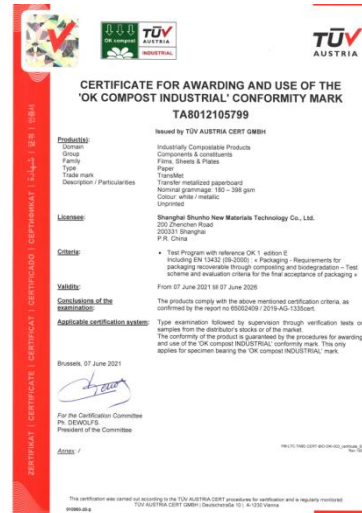 OK compost
TÜV
AUSTRIA
INDUSTRIAL
TÜV
AUSTRIA
CERTIFICATE FOR AWARDING AND USE OF THE
'OK COMPOST INDUSTRIAL' CONFORMITY MARK
TA8012105799
Issued by TÜV AUSTRIA CERT GMBH
Product(s):
Domain Industrially Compostable Products
Group Components & constituents
Family Films, Sheets & Plates
Type Paper
Trade mark TransMet
Description / Particularities Transfer metallized paperboard
Nominal grammage: 180 – 398 gsm
Colour: white / metallic
Unprinted
Licensee: Shanghai Shunho New Materials Technology Co., Ltd.
200 Zhenchen Road
200331 Shanghai
P.R. China
Criteria: • Test Program with reference OK 1 edition E
Including EN 13432 (09-2000) : « Packaging - Requirements for
packaging recoverable through composting and biodegradation – Test
scheme and evaluation criteria for the final acceptance of packaging »
Validity: From 07 June 2021 till 07 June 2026
Conclusions of the examination: The products comply with the above mentioned certification criteria, as
confirmed by the report no 65002409 / 2019-AG-1335cert.
Applicable certification system: Type examination followed by supervision through verification tests on
samples from the distributor's stocks or of the market.
The conformity of the product is guaranteed by the procedures for awarding
and use of the 'OK compost INDUSTRIAL' conformity mark. This only
applies for specimen bearing the 'OK compost INDUSTRIAL' mark.
Brussels, 07 June 2021
For the Certification Committee
Ph. DEWOLFS
President of the Committee
Annex: /
This certification was carried out according to the TÜV AUSTRIA CERT procedures for certification and is regularly monitored.
TÜV AUSTRIA CERT GMBH | Deutschstraße 10 | A-1230 Vienna
ZERTIFIKAT | CERTIFICATE | CERTIFICAT | СЕРТИФИКАТ | CERTIFICADO